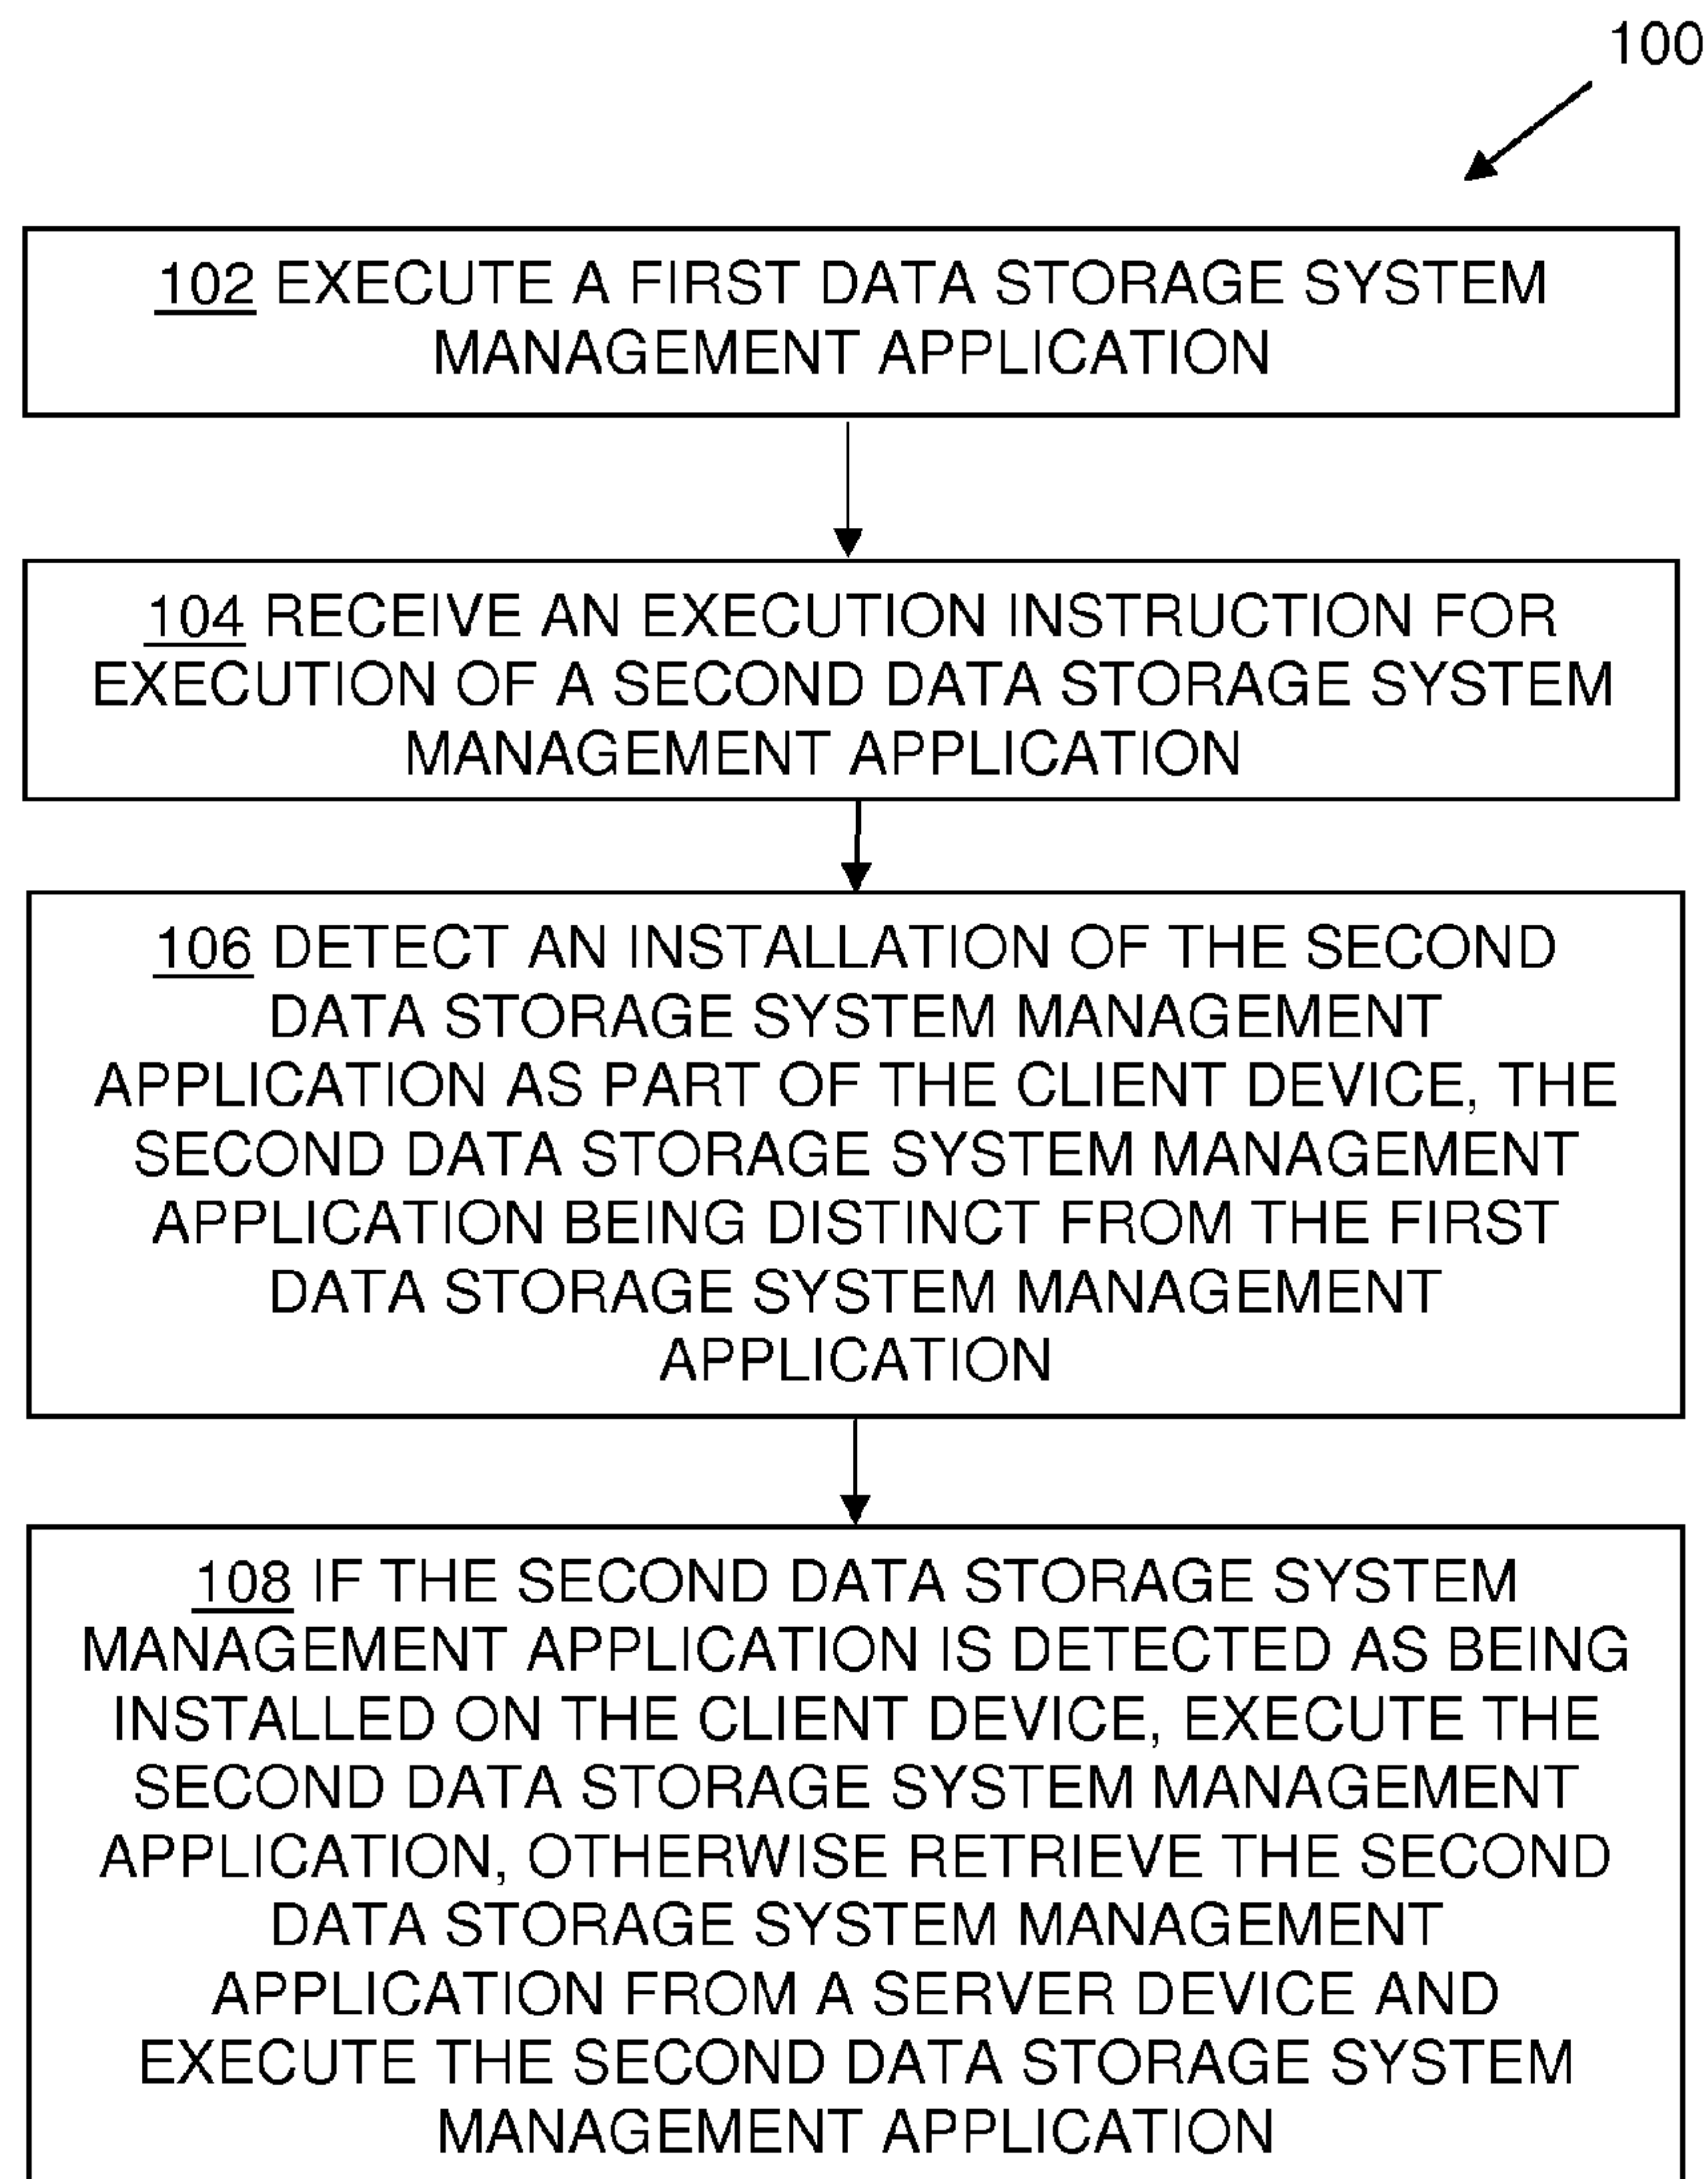 100
102 EXECUTE A FIRST DATA STORAGE SYSTEM
MANAGEMENT APPLICATION
104 RECEIVE AN EXECUTION INSTRUCTION FOR
EXECUTION OF A SECOND DATA STORAGE SYSTEM
MANAGEMENT APPLICATION
106 DETECT AN INSTALLATION OF THE SECOND
DATA STORAGE SYSTEM MANAGEMENT
APPLICATION AS PART OF THE CLIENT DEVICE, THE
SECOND DATA STORAGE SYSTEM MANAGEMENT
APPLICATION BEING DISTINCT FROM THE FIRST
DATA STORAGE SYSTEM MANAGEMENT
APPLICATION
108 IF THE SECOND DATA STORAGE SYSTEM
MANAGEMENT APPLICATION IS DETECTED AS BEING
INSTALLED ON THE CLIENT DEVICE, EXECUTE THE
SECOND DATA STORAGE SYSTEM MANAGEMENT
APPLICATION, OTHERWISE RETRIEVE THE SECOND
DATA STORAGE SYSTEM MANAGEMENT
APPLICATION FROM A SERVER DEVICE AND
EXECUTE THE SECOND DATA STORAGE SYSTEM
MANAGEMENT APPLICATION